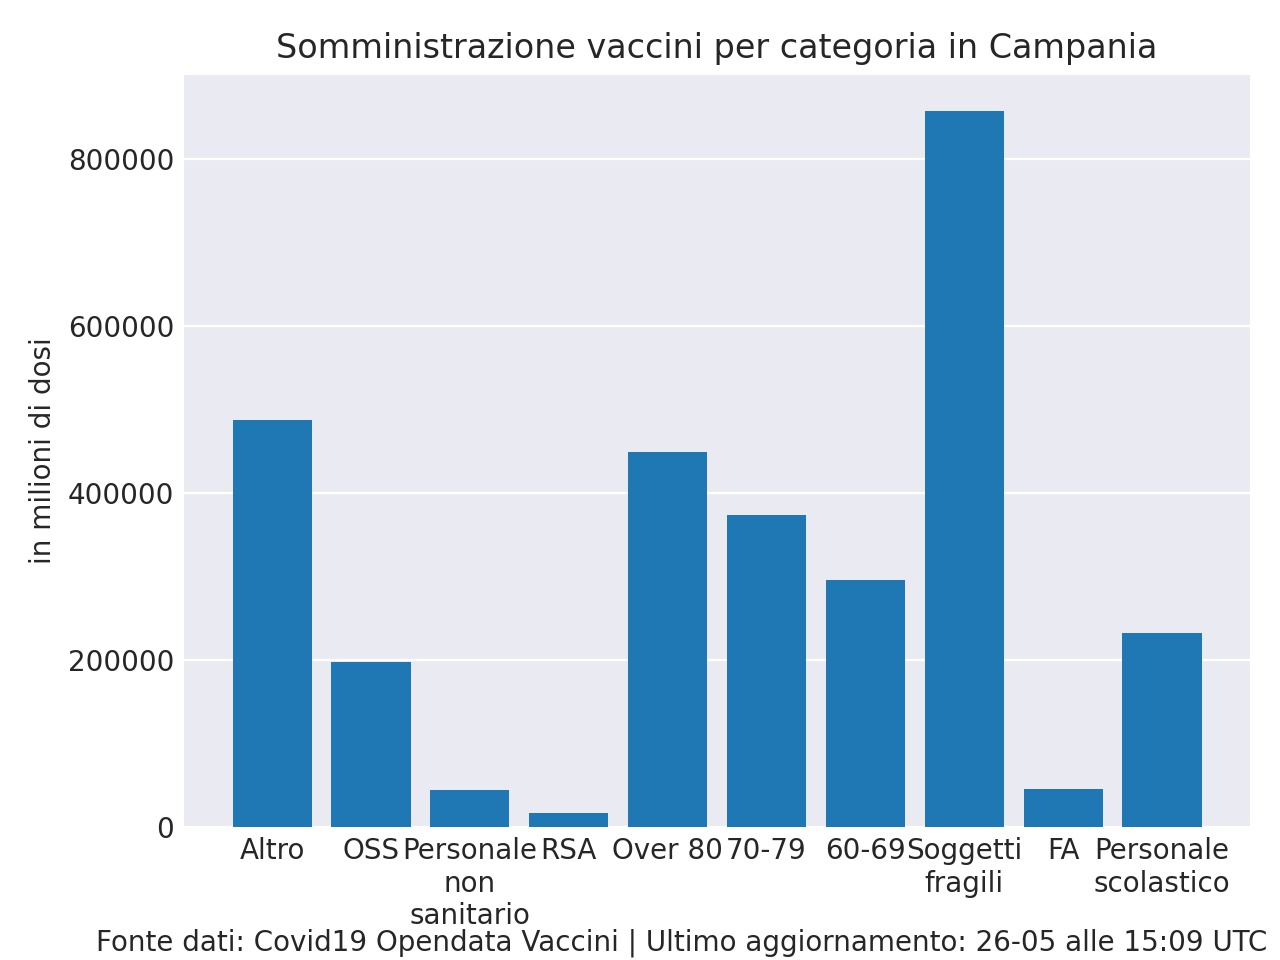 Somministrazione vaccini per categoria in Campania
in milioni di dosi
800000
600000
400000
200000
0
Altro
OSS
Personale
non
sanitario
RSA
Over 80
70-79
60-69
Soggetti
fragili
FA
Personale
scolastico
Fonte dati: Covid19 Opendata Vaccini | Ultimo aggiornamento: 26-05 alle 15:09 UTC